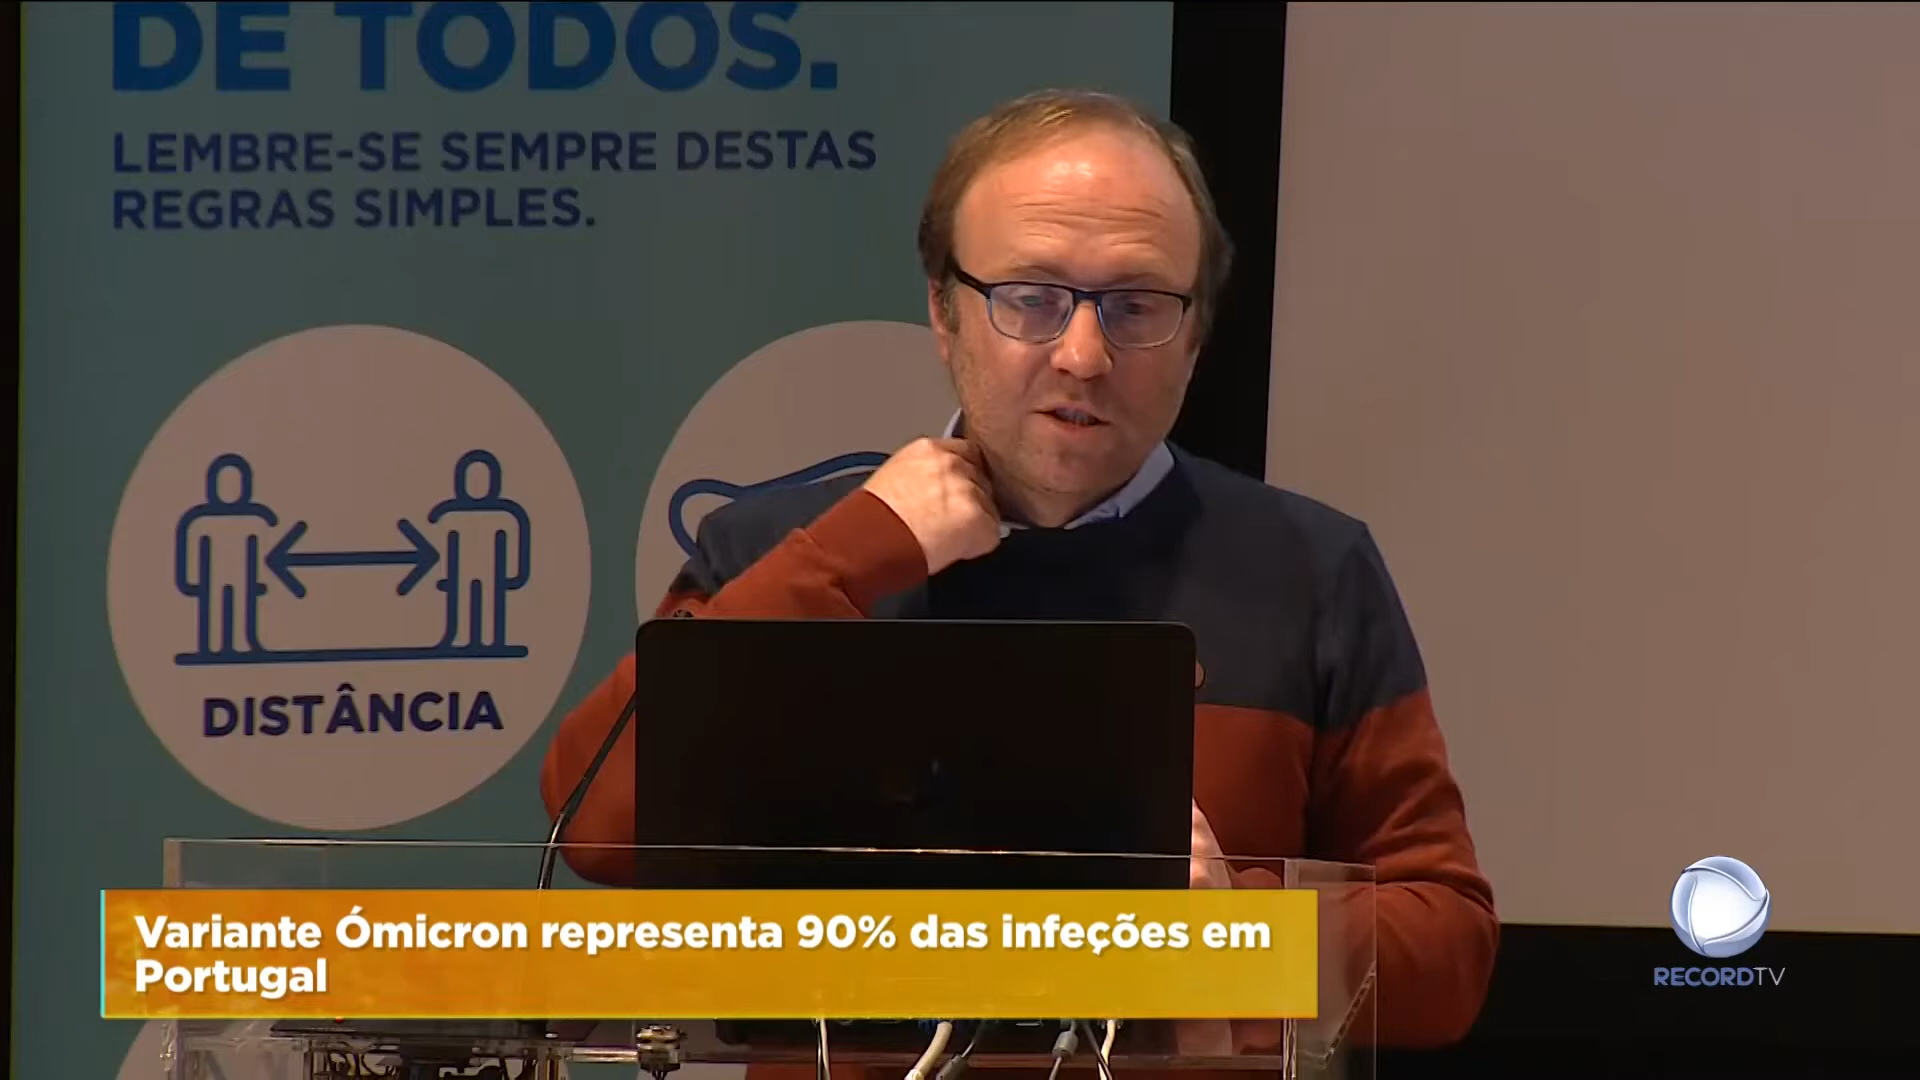 DE TODOS.
LEMBRE-SE SEMPRE DESTAS
REGRAS SIMPLES.
DISTÂNCIA
Variante Ómicron representa 90% das infeções em
Portugal
RECORDTV